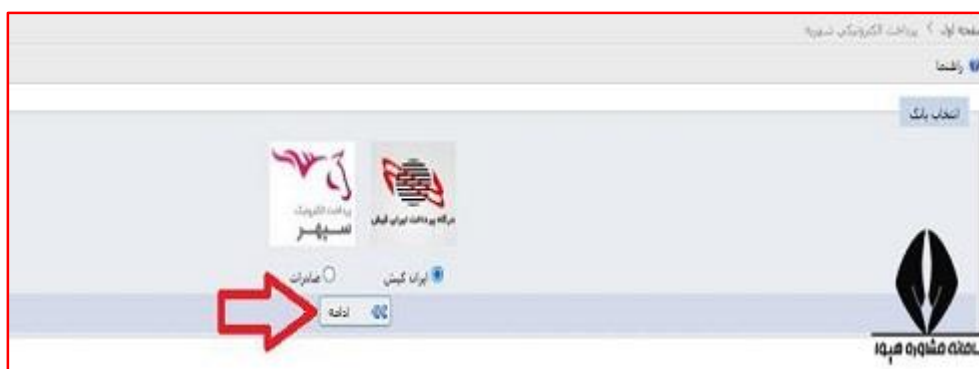 صفحه اول > پرداخت الکترونیکی شهریه
راهنما
انتخاب بانک
پرداخت الکترونیک
سپهر
درگاه پرداخت ایران کیش
ایران کیش
صادرات
ادامه
سامانه مشاوره هیوا